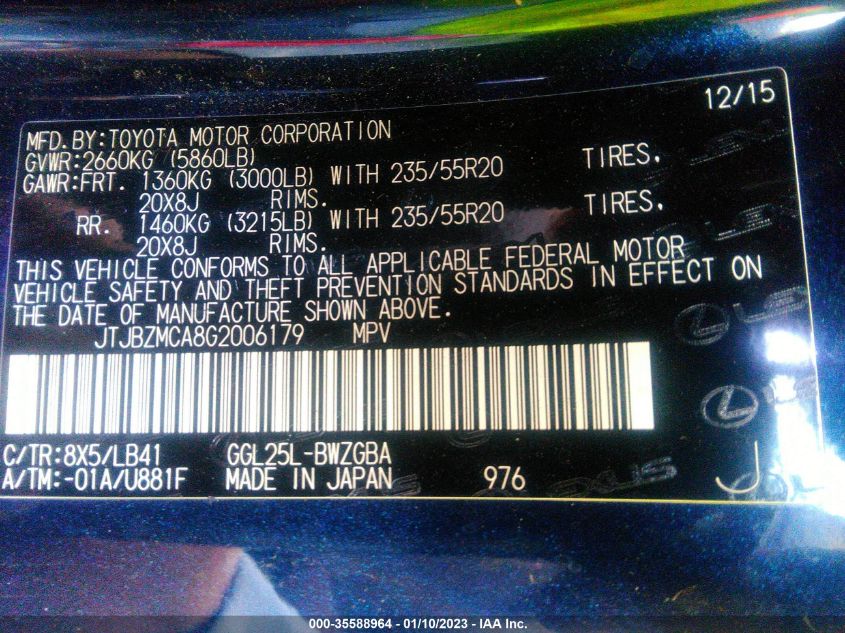 12/15
MFD.BY:TOYOTA MOTOR CORPORATION
GVWR:2660KG (5860LB)
GAWR:FRT. 1360KG (3000LB) WITH 235/55R20 TIRES,
20X8J RIMS.
RR. 1460KG (3215LB) WITH 235/55R20 TIRES,
20X8J RIMS.
THIS VEHICLE CONFORMS TO ALL APPLICABLE FEDERAL MOTOR
VEHICLE SAFETY AND THEFT PREVENTION STANDARDS IN EFFECT ON
THE DATE OF MANUFACTURE SHOWN ABOVE.
JTJBZMCA8G2006179 MPV
C/TR:8X5/LB41 GGL25L-BWZGBA
A/TM:-01A/U881F MADE IN JAPAN 976 J
000-35588964 - 01/10/2023 - IAA Inc.